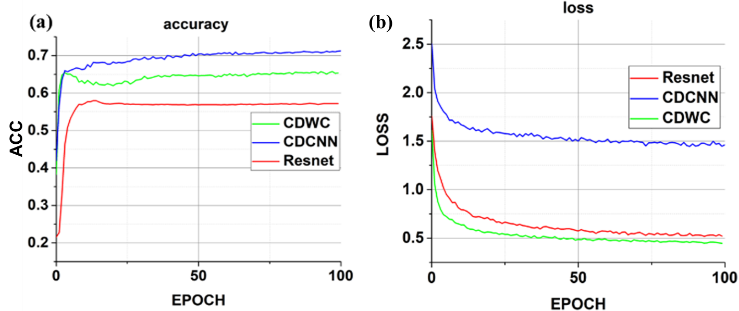 (a)
accuracy
0.7
0.6
0.5
0.4
0.3
0.2
ACC
CDWC
CDCNN
Resnet
0
50
100
EPOCH
(b)
loss
2.5
2.0
1.5
1.0
0.5
LOSS
Resnet
CDCNN
CDWC
0
50
100
EPOCH